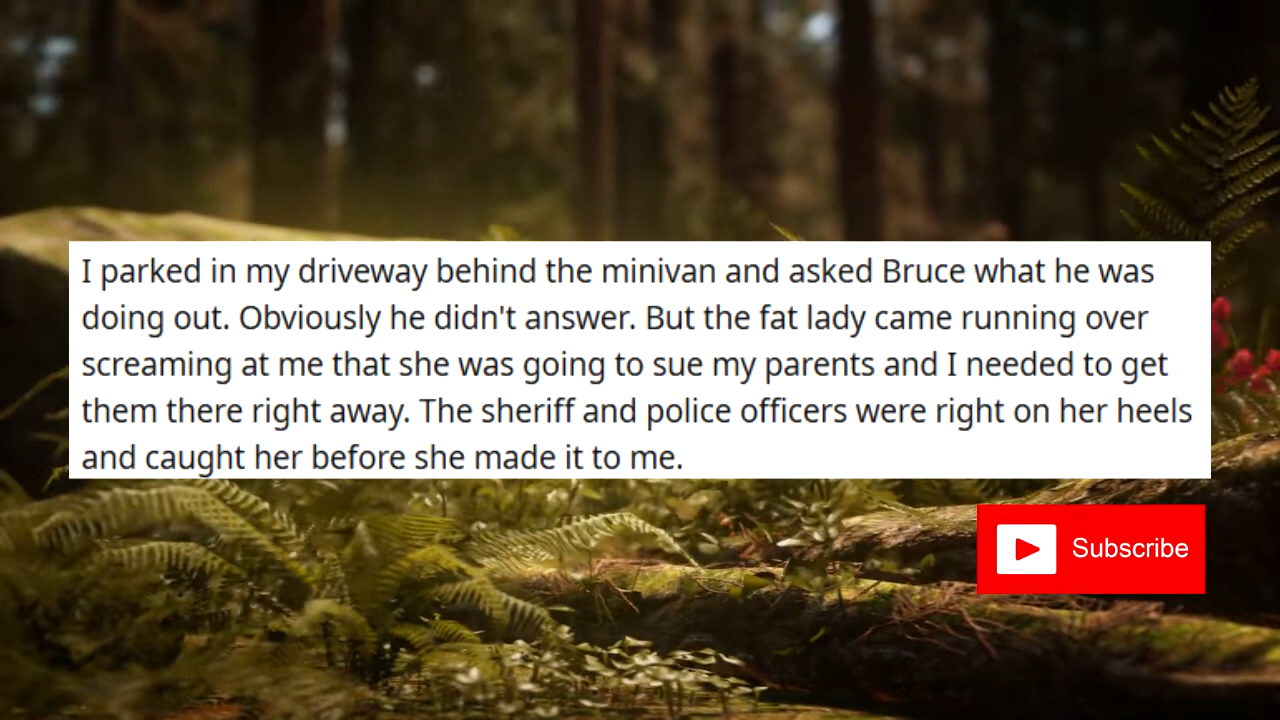 I parked in my driveway behind the minivan and asked Bruce what he was
doing out. Obviously he didn't answer. But the fat lady came running over
screaming at me that she was going to sue my parents and I needed to get
them there right away. The sheriff and police officers were right on her heels
and caught her before she made it to me.
Subscribe